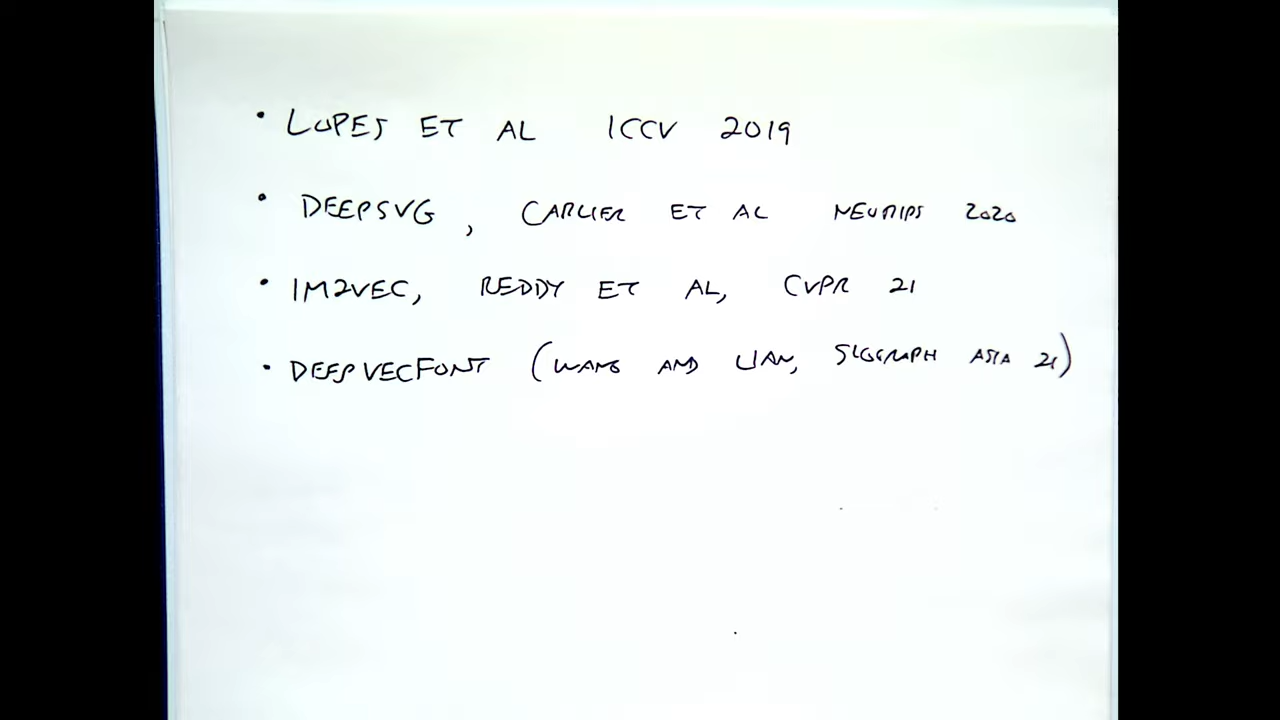 • LOPES ET AL ICCV 2019
• DEEPSVG, CARLIER ET AL NEURIPS 2020
• IM2VEC, REDDY ET AL, CVPR 21
• DEEPVECFONT (WANG AND LIAN, SIGGRAPH ASIA 21)